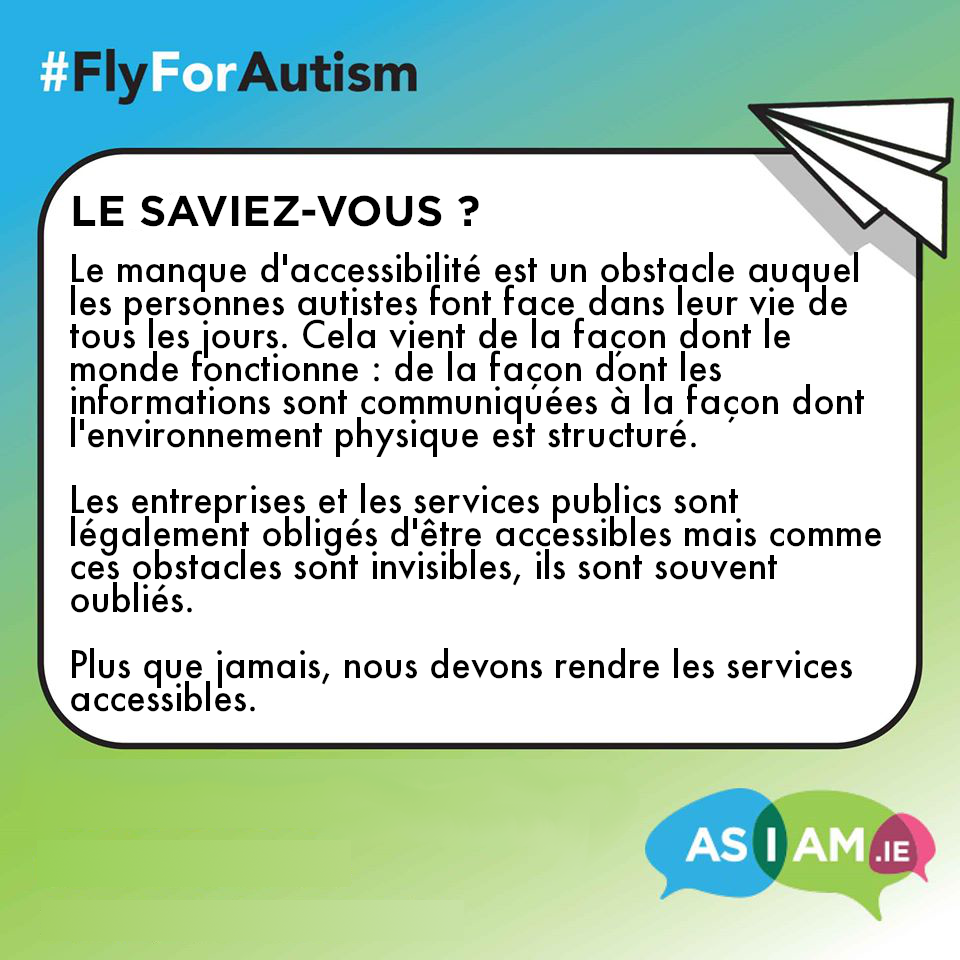 #FlyForAutism
LE SAVIEZ-VOUS ?
Le manque d'accessibilité est un obstacle auquel
les personnes autistes font face dans leur vie de
tous les jours. Cela vient de la façon dont le
monde fonctionne : de la façon dont les
informations sont communiquées à la façon dont
l'environnement physique est structuré.
Les entreprises et les services publics sont
légalement obligés d'être accessibles mais comme
ces obstacles sont invisibles, ils sont souvent
oubliés.
Plus que jamais, nous devons rendre les services
accessibles.
AS I AM.IE